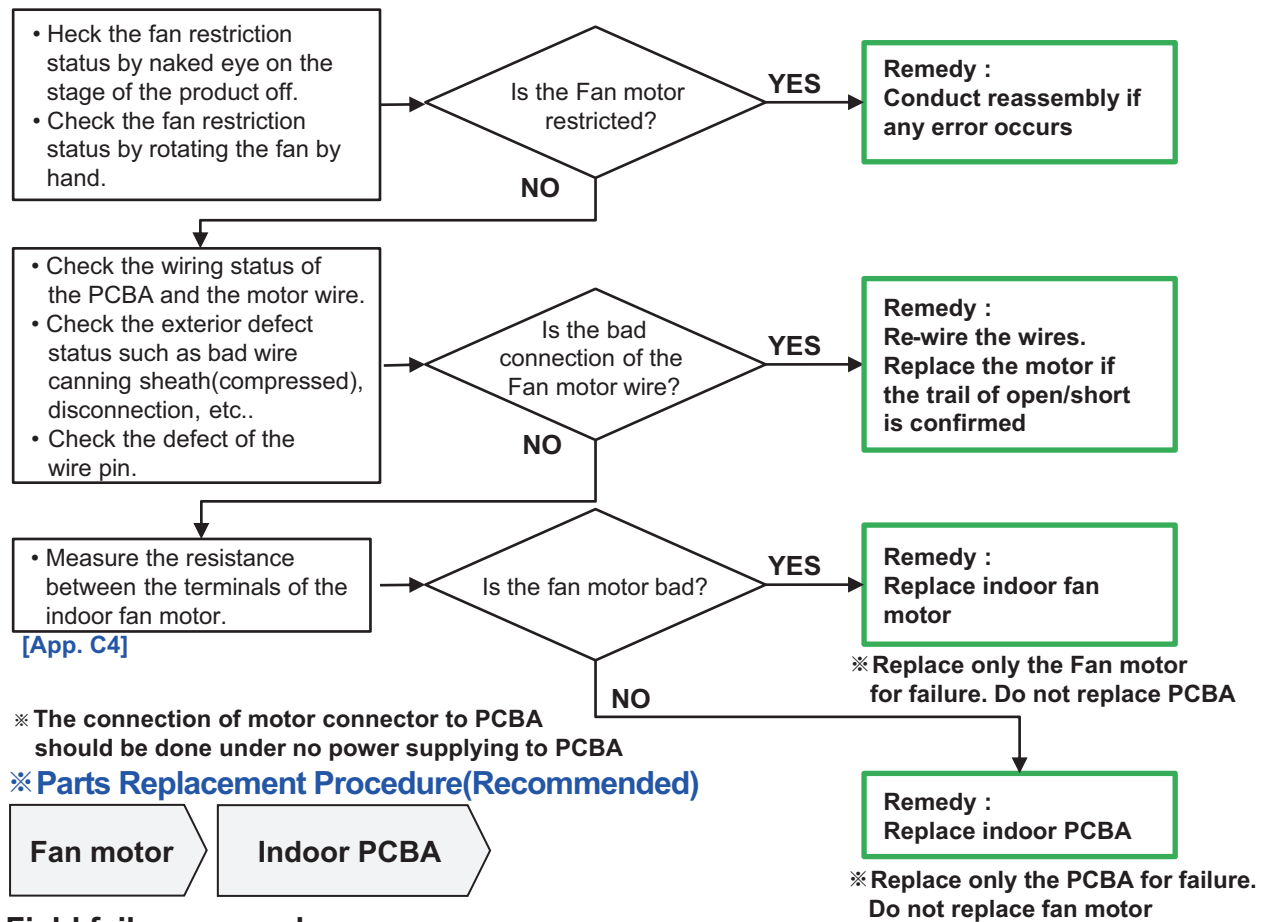 • Heck the fan restriction
status by naked eye on the
stage of the product off.
• Check the fan restriction
status by rotating the fan by
hand.
Is the Fan motor
restricted?
YES
Remedy :
Conduct reassembly if
any error occurs
NO
• Check the wiring status of
the PCBA and the motor wire.
• Check the exterior defect
status such as bad wire
canning sheath(compressed),
disconnection, etc..
• Check the defect of the
wire pin.
Is the bad
connection of the
Fan motor wire?
YES
Remedy :
Re-wire the wires.
Replace the motor if
the trail of open/short
is confirmed
NO
• Measure the resistance
between the terminals of the
indoor fan motor.
[App. C4]
Is the fan motor bad?
YES
Remedy :
Replace indoor fan
motor
※Replace only the Fan motor
for failure. Do not replace PCBA
NO
※ The connection of motor connector to PCBA
should be done under no power supplying to PCBA
※Parts Replacement Procedure(Recommended)
Fan motor
Indoor PCBA
Remedy :
Replace indoor PCBA
※Replace only the PCBA for failure.
Do not replace fan motor